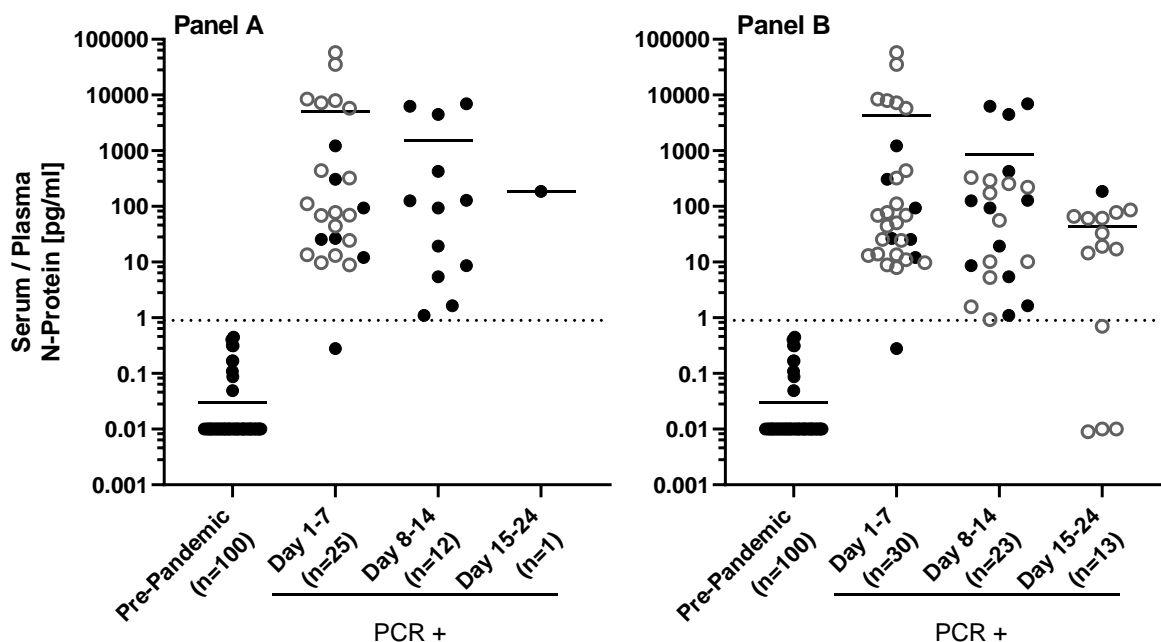 Panel A
Panel B
Serum / Plasma
N-Protein [pg/ml]
100000
10000
1000
100
10
1
0.1
0.01
0.001
Pre-Pandemic
(n=100)
Day 1-7
(n=25)
Day 8-14
(n=12)
Day 15-24
(n=1)
PCR +
100000
10000
1000
100
10
1
0.1
0.01
0.001
Pre-Pandemic
(n=100)
Day 1-7
(n=30)
Day 8-14
(n=23)
Day 15-24
(n=13)
PCR +